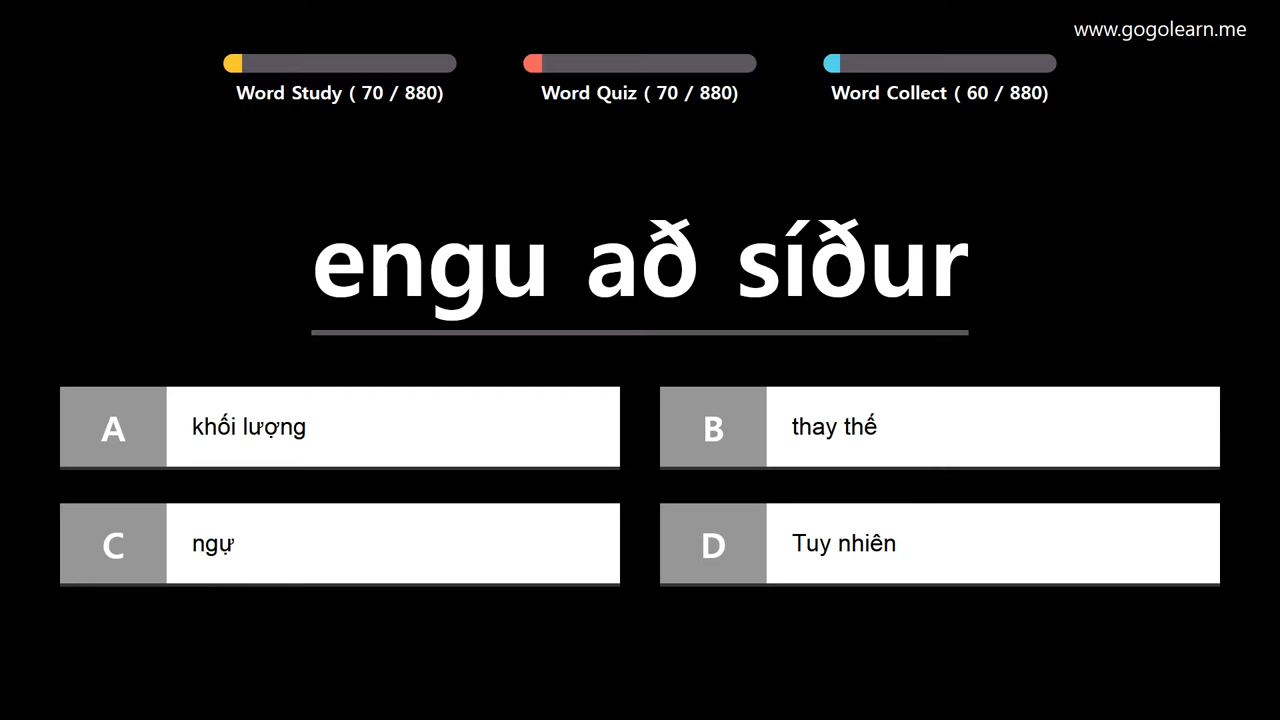 www.gogolearn.me
Word Study ( 70 / 880)
Word Quiz ( 70 / 880)
Word Collect ( 60 / 880)
engu að síður
A
khối lượng
B
thay thế
C
ngự
D
Tuy nhiên